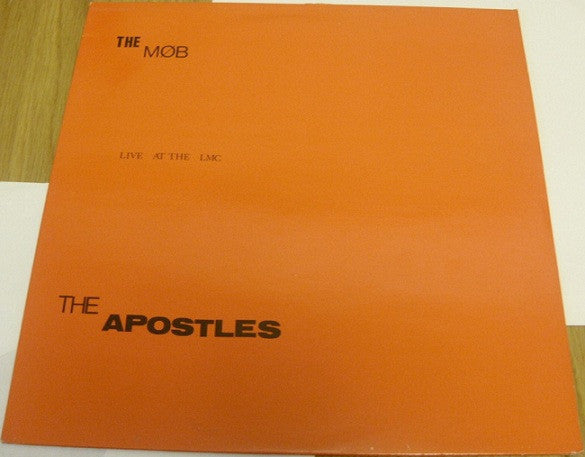 THE
MØB
LIVE AT THE LMC
THE
APOSTLES